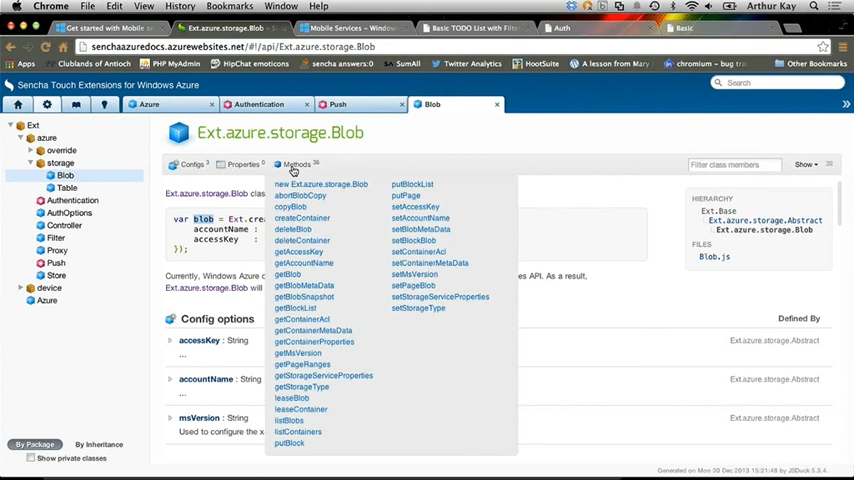 Chrome File Edit View History Bookmarks Window Help Arthur Kay
Get started with Mobile se Ext.azure.storage.Blob - S Mobile Services - Windows Basic TODO List with Filter Auth Basic
senchaazuredocs.azurewebsites.net/#!/api/Ext.azure.storage.Blob
Apps Clublands of Antioch PHP MyAdmin HipChat emoticons sencha answers:0 SumAll Twitter Analytics HootSuite A lesson from Mary chromium - bug tra Other Bookmarks
Sencha Touch Extensions for Windows Azure
Search
Azure Authentication Push Blob
Ext
azure
override
storage
Blob
Table
Authentication
AuthOptions
Controller
Filter
Proxy
Push
Store
device
Azure
By Package By Inheritance
Show private classes
Ext.azure.storage.Blob
Configs 3 Properties 0 Methods 36
Filter class members Show
Ext.azure.storage.Blob clas
var blob = Ext.crea
accountName :
accessKey :
});
Currently, Windows Azure d
Ext.azure.storage.Blob will
es API. As a result,
new Ext.azure.storage.Blob
abortBlobCopy
copyBlob
createContainer
deleteBlob
deleteContainer
getAccessKey
getAccountName
getBlob
getBlobMetaData
getBlobSnapshot
getBlockList
getContainerAcl
getContainerMetaData
getContainerProperties
getMsVersion
getPageRanges
getStorageServiceProperties
getStorageType
leaseBlob
leaseContainer
listBlobs
listContainers
putBlock
putBlockList
putPage
setAccessKey
setAccountName
setBlobMetaData
setBlockBlob
setContainerAcl
setContainerMetaData
setMsVersion
setPageBlob
setStorageServiceProperties
setStorageType
HIERARCHY
Ext.Base
Ext.azure.storage.Abstract
Ext.azure.storage.Blob
FILES
Blob.js
Config options Defined By
accessKey : String Ext.azure.storage.Abstract
...
accountName : String Ext.azure.storage.Abstract
...
msVersion : String Ext.azure.storage.Abstract
Used to configure the x
Generated on Mon 30 Dec 2013 15:21:48 by JSDuck 5.3.4.